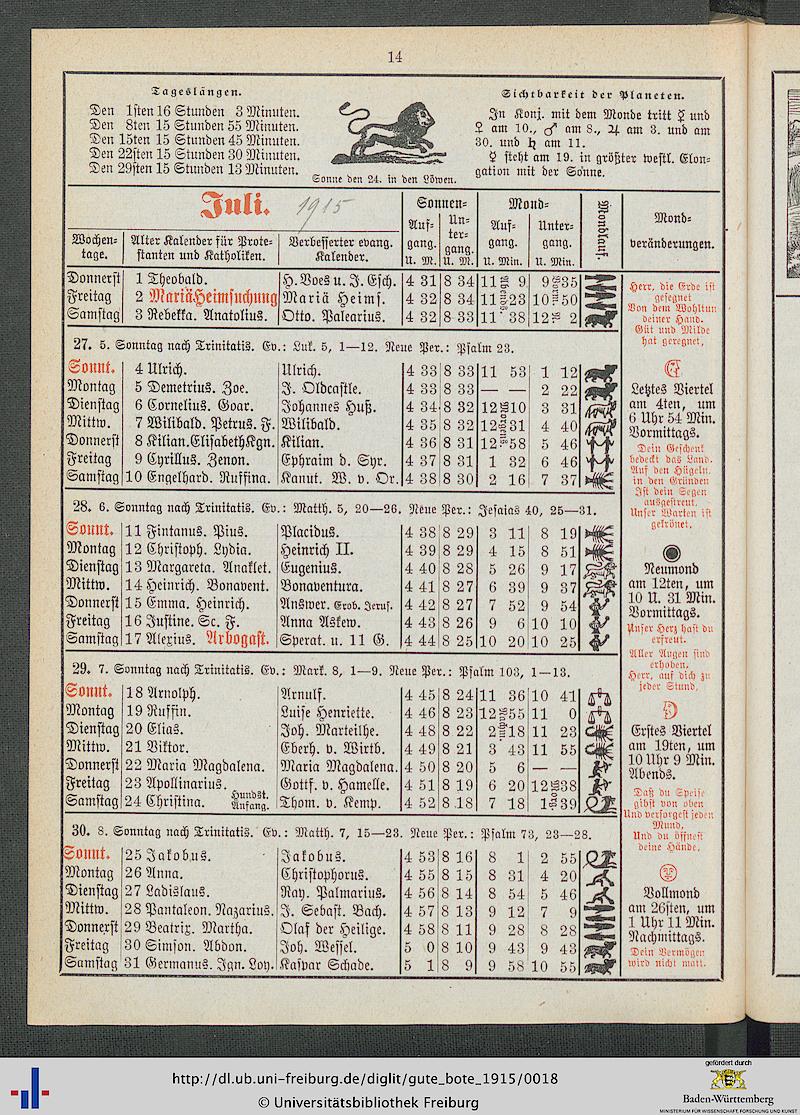 14
Tageslängen.
Den 1sten 16 Stunden 3 Minuten.
Den 8ten 15 Stunden 55 Minuten.
Den 15ten 15 Stunden 45 Minuten.
Den 22sten 15 Stunden 30 Minuten.
Den 29sten 15 Stunden 13 Minuten.
Sonne den 24. in den Löwen.
Sichtbarkeit der Planeten.
In Konj. mit dem Monde tritt ☿ und
♀ am 10., ♂ am 8., ♃ am 3. und am
30. und ♄ am 11.
☿ steht am 19. in größter westl. Elon=
gation mit der Sonne.
Juli. 1915
Wochen=
tage.
Alter Kalender für Prote=
stanten und Katholiken.
Verbesserter evang.
Kalender.
Sonnen=
Auf=
gang.
U. M.
Un=
ter=
gang.
U. M.
Mond=
Auf=
gang.
U. Min.
Unter=
gang.
U. Min.
Mondlauf.
Mond=
veränderungen.
Donnerst 1 Theobald. H. Voes u. J. Esch. 4 31 8 34 11 9 9 35
Freitag 2 Mariä Heimsuchung Mariä Heims. 4 32 8 34 11 23 10 50
Samstag 3 Rebekka. Anatolius. Otto. Palearius. 4 32 8 33 11 38 12 2
27. 5. Sonntag nach Trinitatis. Ev.: Luk. 5, 1—12. Neue Per.: Psalm 23.
Sonnt. 4 Ulrich. Ulrich. 4 33 8 33 11 53 1 12
Montag 5 Demetrius. Zoe. J. Oldcastle. 4 33 8 33 — — 2 22
Dienstag 6 Cornelius. Goar. Johannes Huß. 4 34 8 32 12 10 3 31
Mittw. 7 Wilibald. Petrus. F. Wilibald. 4 35 8 32 12 31 4 40
Donnerst 8 Kilian. Elisabeth Kgn. Kilian. 4 36 8 31 12 58 5 46
Freitag 9 Cyrillus. Zenon. Ephraim d. Syr. 4 37 8 31 1 32 6 46
Samstag 10 Engelhard. Ruffina. Kanut. W. v. Or. 4 38 8 30 2 16 7 37
28. 6. Sonntag nach Trinitatis. Ev.: Matth. 5, 20—26. Neue Per.: Jesaias 40, 25—31.
Sonnt. 11 Fintanus. Pius. Placidus. 4 38 8 29 3 11 8 19
Montag 12 Christoph. Lydia. Heinrich II. 4 39 8 29 4 15 8 51
Dienstag 13 Margareta. Anaklet. Eugenius. 4 40 8 28 5 26 9 17
Mittw. 14 Heinrich. Bonavent. Bonaventura. 4 41 8 27 6 39 9 37
Donnerst 15 Emma. Heinrich. Answer. Erob. Jerus. 4 42 8 27 7 52 9 54
Freitag 16 Justine. Sc. F. Anna Askew. 4 43 8 26 9 6 10 10
Samstag 17 Alexius. Arbogast. Sperat. u. 11 G. 4 44 8 25 10 20 10 25
29. 7. Sonntag nach Trinitatis. Ev.: Mark. 8, 1—9. Neue Per.: Psalm 103, 1—13.
Sonnt. 18 Arnolph. Arnulf. 4 45 8 24 11 36 10 41
Montag 19 Ruffin. Luise Henriette. 4 46 8 23 12 55 11 0
Dienstag 20 Elias. Joh. Marteilhe. 4 48 8 22 2 18 11 23
Mittw. 21 Viktor. Eberh. v. Wirtb. 4 49 8 21 3 43 11 55
Donnerst 22 Maria Magdalena. Maria Magdalena. 4 50 8 20 5 6 — —
Freitag 23 Apollinarius. Gottf. v. Hamelle. 4 51 8 19 6 20 12 38
Samstag 24 Christina. Hundst. Anfang. Thom. v. Kemp. 4 52 8 18 7 18 1 39
30. 8. Sonntag nach Trinitatis. Ev.: Matth. 7, 15—23. Neue Per.: Psalm 73, 23—28.
Sonnt. 25 Jakobus. Jakobus. 4 53 8 16 8 1 2 55
Montag 26 Anna. Christophorus. 4 55 8 15 8 31 4 20
Dienstag 27 Ladislaus. Ray. Palmarius. 4 56 8 14 8 54 5 46
Mittw. 28 Pantaleon. Nazarius. J. Sebast. Bach. 4 57 8 13 9 12 7 9
Donnerst 29 Beatrix. Martha. Olaf der Heilige. 4 58 8 11 9 28 8 28
Freitag 30 Simson. Abdon. Joh. Wessel. 5 0 8 10 9 43 9 43
Samstag 31 Germanus. Ign. Loy. Kaspar Schade. 5 1 8 9 9 58 10 55
Herr, die Erde ist
gesegnet
Von dem Wohltun
deiner Hand.
Güt und Milde
hat geregnet,
Letztes Viertel
am 4ten, um
6 Uhr 54 Min.
Vormittags.
Dein Geschenk
bedeckt das Land.
Auf den Hügeln,
in den Gründen
Ist dein Segen
ausgestreut.
Unser Warten ist
gekrönet,
Neumond
am 12ten, um
10 U. 31 Min.
Vormittags.
Unser Herz hast du
erfreut.
Aller Augen sind
erhoben,
Herr, auf dich zu
jeder Stund,
Erstes Viertel
am 19ten, um
10 Uhr 9 Min.
Abends.
Daß du Speise
gibst von oben
Und versorgest jeden
Mund,
Und du öffnest
deine Hände,
Vollmond
am 26sten, um
1 Uhr 11 Min.
Nachmittags.
Dein Vermögen
wird nicht matt.
http://dl.ub.uni-freiburg.de/diglit/gute_bote_1915/0018
© Universitätsbibliothek Freiburg
gefördert durch
Baden-Württemberg
MINISTERIUM FÜR WISSENSCHAFT, FORSCHUNG UND KUNST